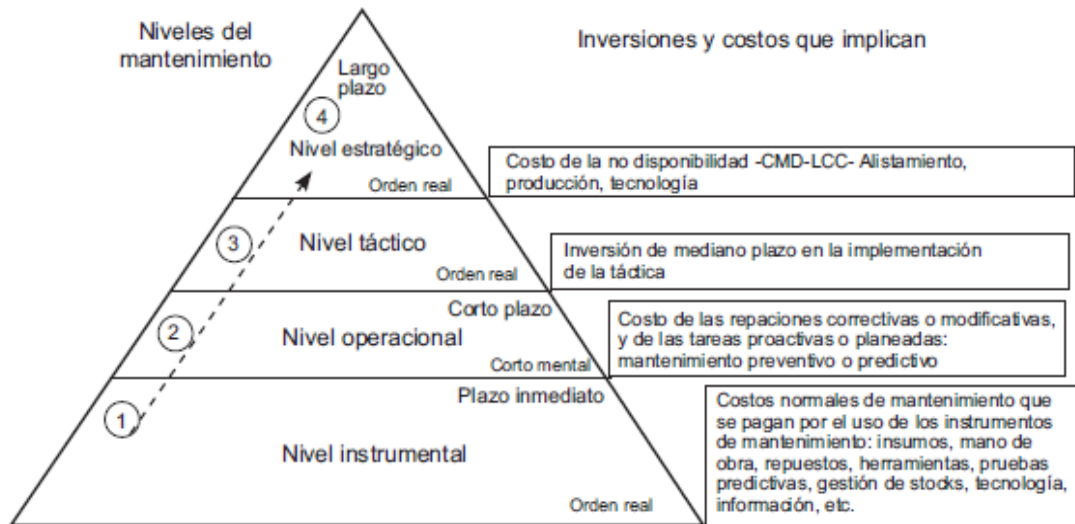 Niveles del
mantenimiento
Inversiones y costos que implican
Largo
plazo
4
Nivel estratégico
Orden real
Costo de la no disponibilidad -CMD-LCC- Alistamiento,
producción, tecnología
3
Nivel táctico
Orden real
Inversión de mediano plazo en la implementación
de la táctica
Corto plazo
2
Nivel operacional
Corto mental
Costo de las repaciones correctivas o modificativas,
y de las tareas proactivas o planeadas:
mantenimiento preventivo o predictivo
Plazo inmediato
1
Nivel instrumental
Orden real
Costos normales de mantenimiento que
se pagan por el uso de los instrumentos
de mantenimiento: insumos, mano de
obra, repuestos, herramientas, pruebas
predictivas, gestión de stocks, tecnología,
información, etc.